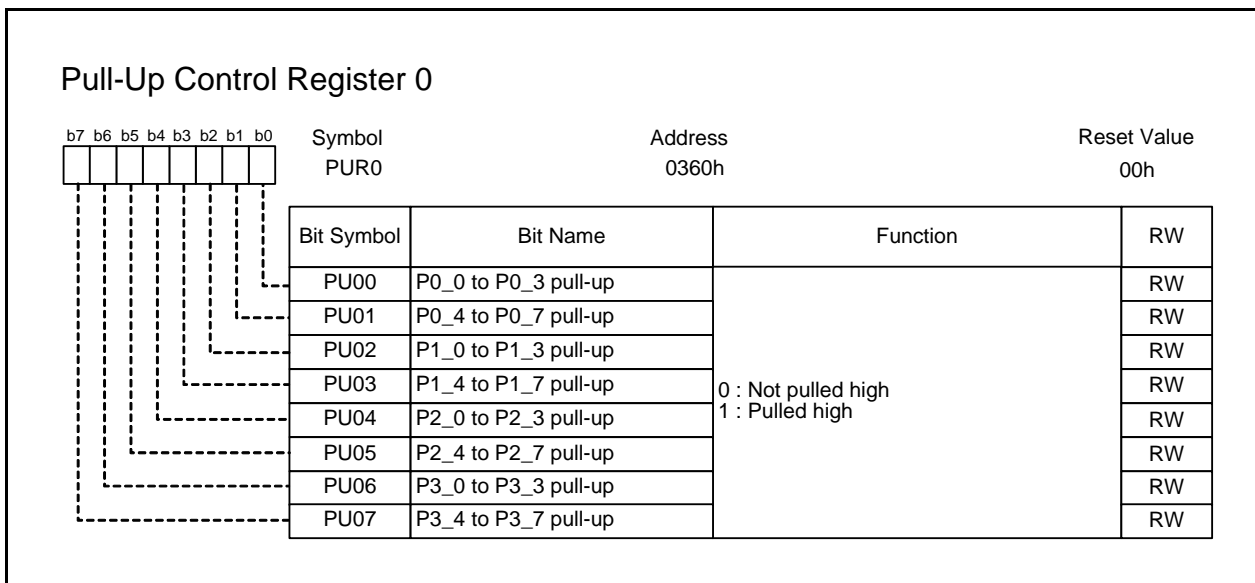 Pull-Up Control Register 0
b7 b6 b5 b4 b3 b2 b1 b0
Symbol Address Reset Value
PUR0 0360h 00h
Bit Symbol Bit Name Function RW
PU00 P0_0 to P0_3 pull-up RW
PU01 P0_4 to P0_7 pull-up RW
PU02 P1_0 to P1_3 pull-up RW
PU03 P1_4 to P1_7 pull-up RW
0 : Not pulled high
1 : Pulled high
PU04 P2_0 to P2_3 pull-up RW
PU05 P2_4 to P2_7 pull-up RW
PU06 P3_0 to P3_3 pull-up RW
PU07 P3_4 to P3_7 pull-up RW